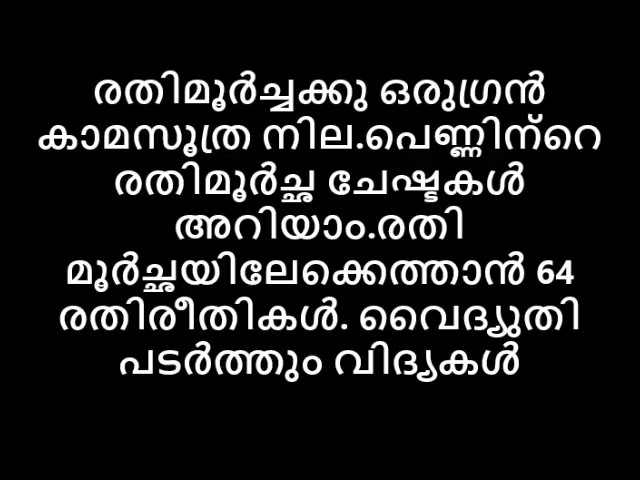 രതിമൂർച്ചക്കു ഒരുഗ്രൻ
കാമസൂത്ര നില.പെണ്ണിന്റെ
രതിമൂർച്ഛ ചേഷ്ടകൾ
അറിയാം.രതി
മൂർച്ഛയിലേക്കെത്താൻ 64
രതിരീതികൾ. വൈദ്യുതി
പടർത്തും വിദ്യകൾ